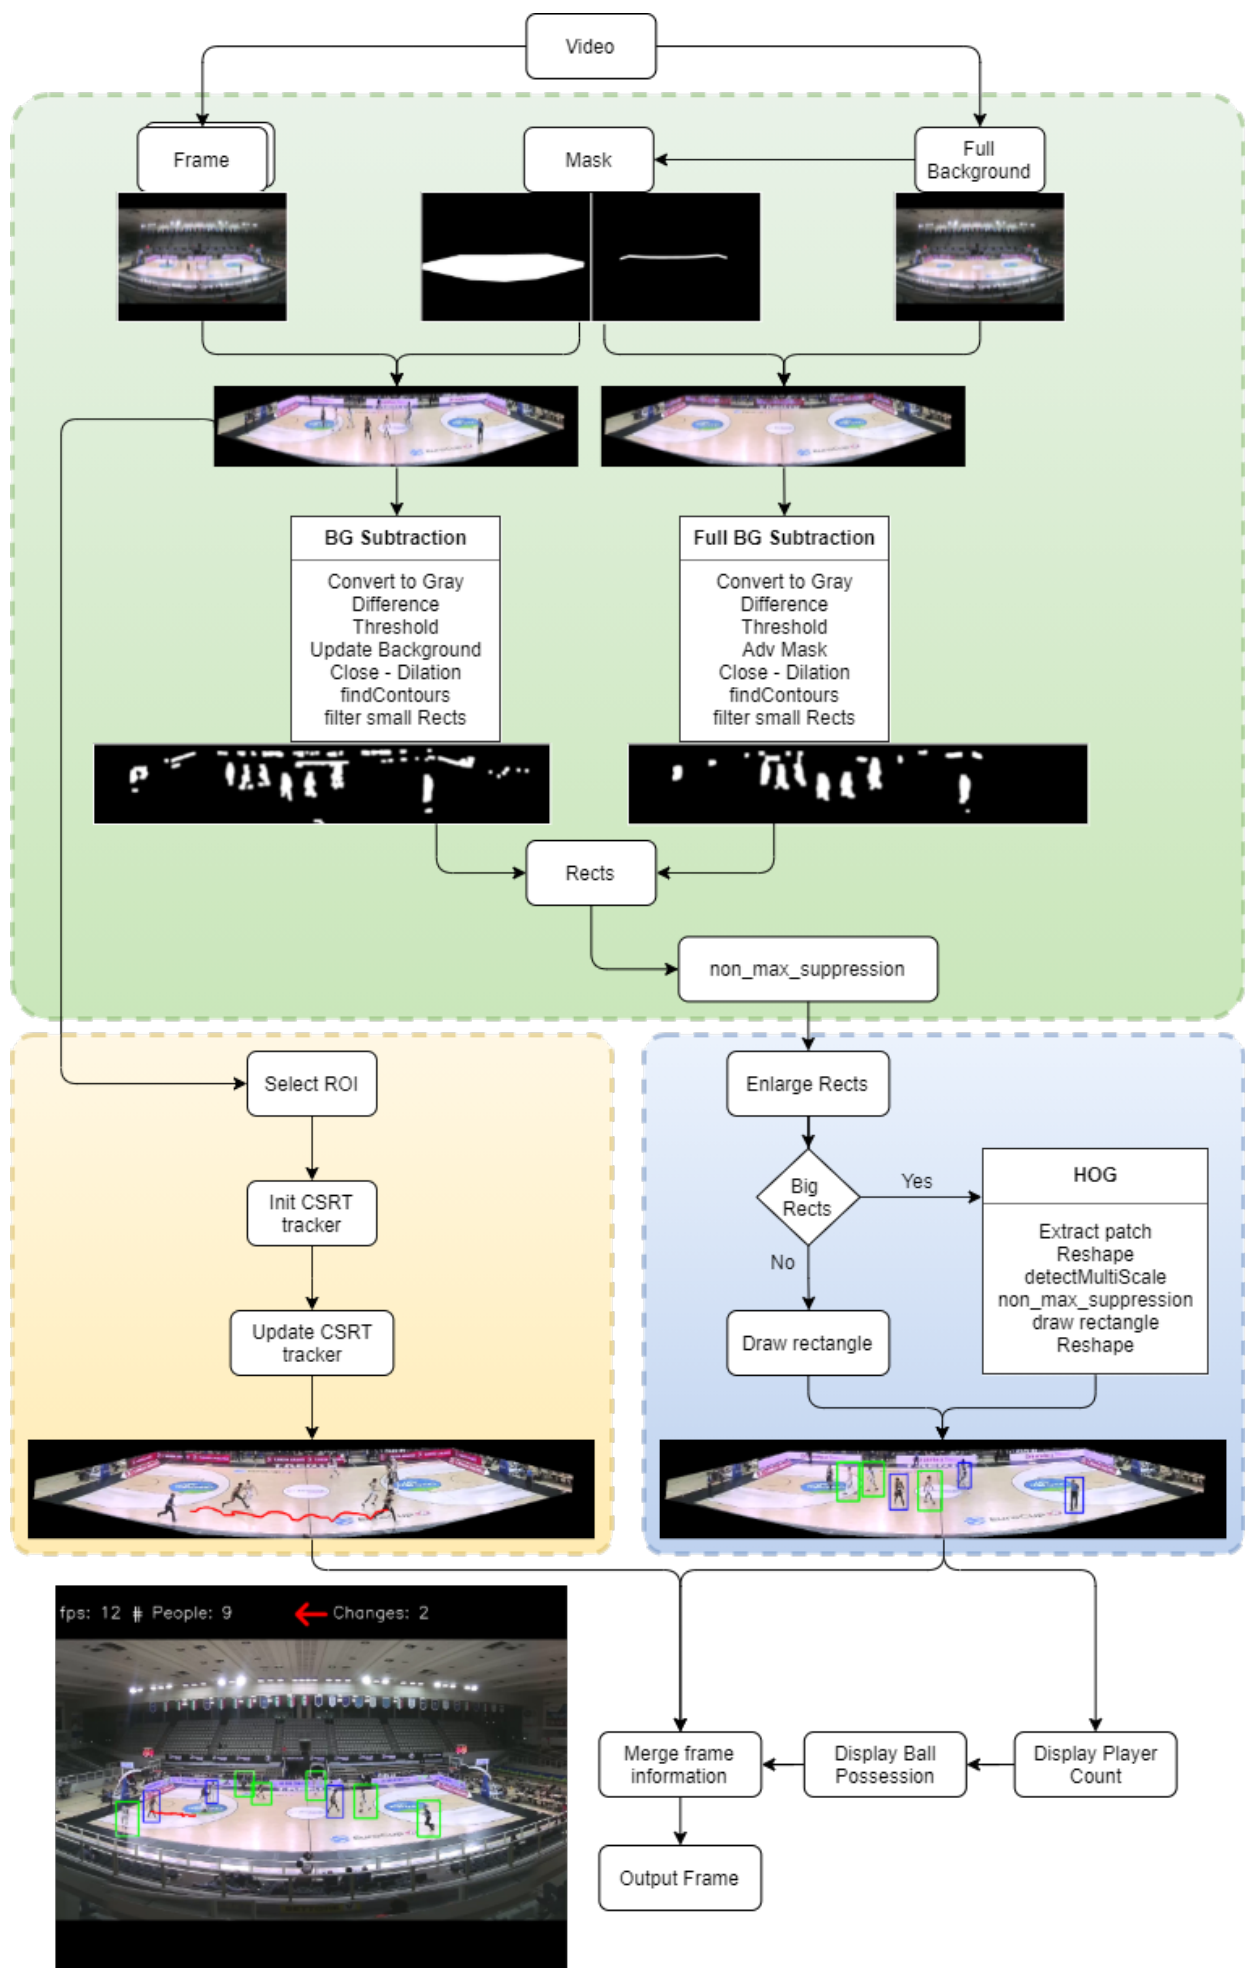 Video
Frame
Mask
Full
Background
BG Subtraction
Convert to Gray
Difference
Threshold
Update Background
Close - Dilation
findContours
filter small Rects
Full BG Subtraction
Convert to Gray
Difference
Threshold
Adv Mask
Close - Dilation
findContours
filter small Rects
Rects
non_max_suppression
Select ROI
Init CSRT
tracker
Update CSRT
tracker
Enlarge Rects
Big
Rects
Yes
No
HOG
Extract patch
Reshape
detectMultiScale
non_max_suppression
draw rectangle
Reshape
Draw rectangle
fps: 12 # People: 9
Changes: 2
Merge frame
information
Display Ball
Possession
Display Player
Count
Output Frame